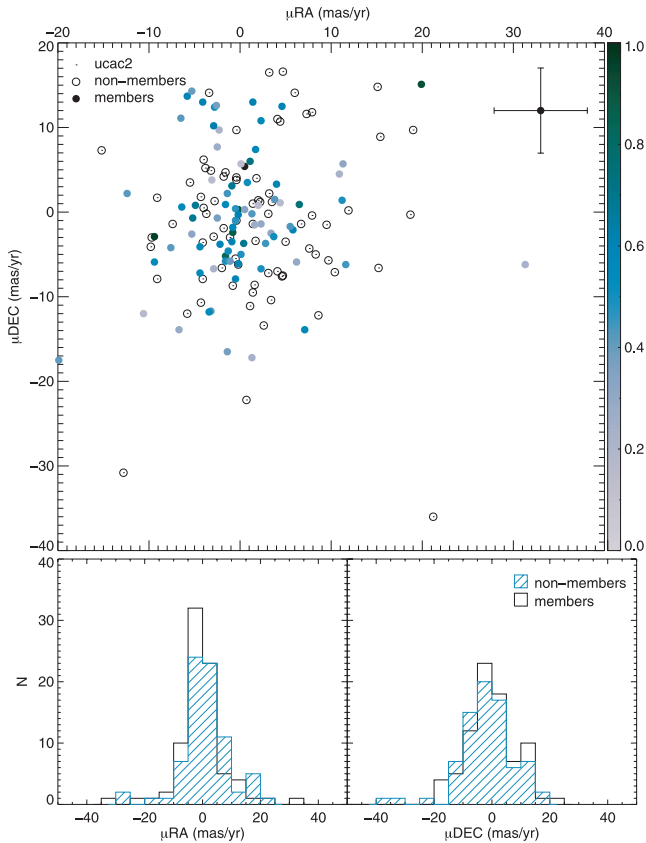 μRA (mas/yr)
−20 −10 0 10 20 30 40
ucac2
non−members
members
20
10
0
−10
−20
−30
−40
μDEC (mas/yr)
1.0
0.8
0.6
0.4
0.2
0.0
40
30
20
10
0
N
non−members
members
−40 −20 0 20 40
−40 −20 0 20 40
μRA (mas/yr)
μDEC (mas/yr)